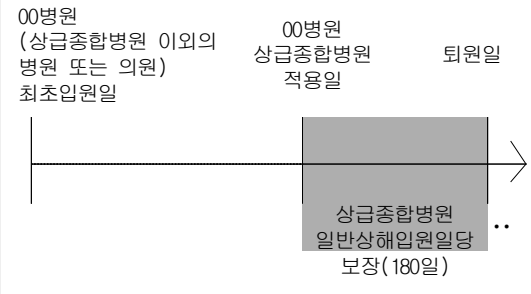 00병원
(상급종합병원 이외의
병원 또는 의원)
최초입원일
00병원
상급종합병원
적용일
퇴원일
상급종합병원
일반상해입원일당
보장(180일)
..